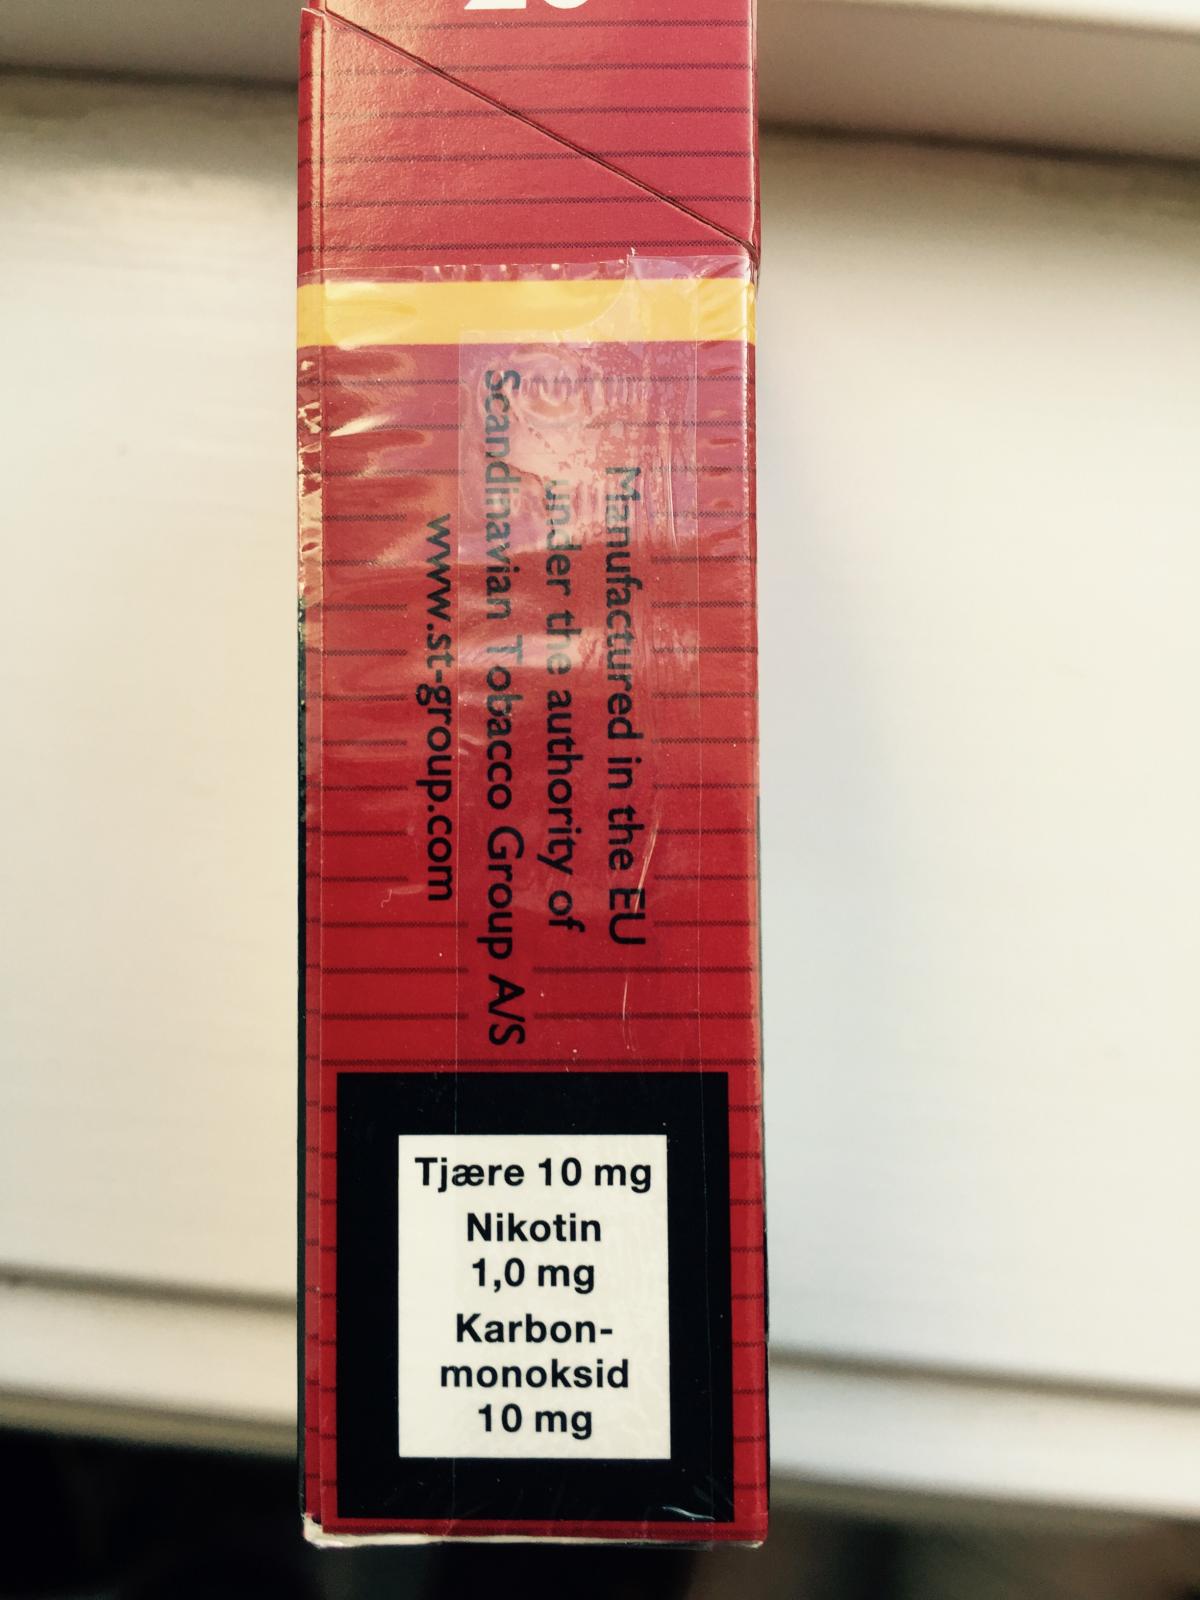 20
Manufactured in the EU
under the authority of
Scandinavian Tobacco Group A/S
www.st-group.com
Tjære 10 mg
Nikotin
1,0 mg
Karbon-
monoksid
10 mg